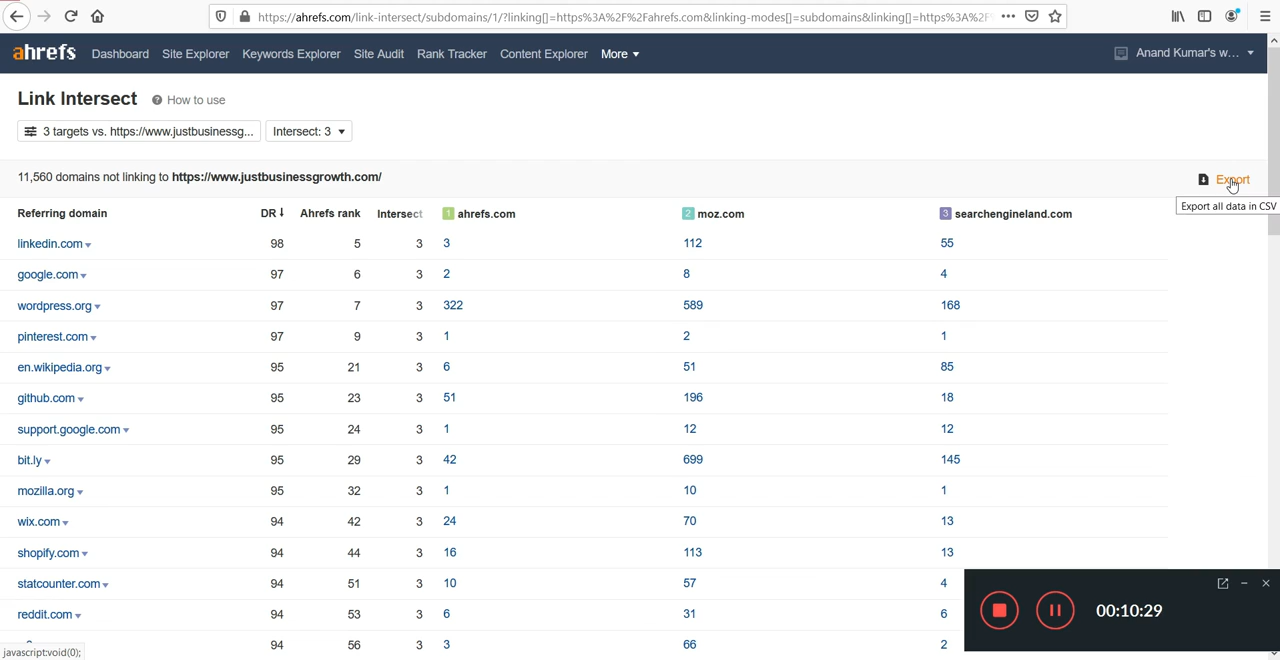 https://ahrefs.com/link-intersect/subdomains/1/?linking[]=https%3A%2F%2Fahrefs.com&linking-modes[]=subdomains&linking[]=https%3A%2F
ahrefs Dashboard Site Explorer Keywords Explorer Site Audit Rank Tracker Content Explorer More Anand Kumar's w...
Link Intersect ? How to use
3 targets vs. https://www.justbusinessg... Intersect: 3
11,560 domains not linking to https://www.justbusinessgrowth.com/ Export
Export all data in CSV
Referring domain DR Ahrefs rank Intersect 1 ahrefs.com 2 moz.com 3 searchengineland.com
linkedin.com 98 5 3 3 112 55
google.com 97 6 3 2 8 4
wordpress.org 97 7 3 322 589 168
pinterest.com 97 9 3 1 2 1
en.wikipedia.org 95 21 3 6 51 85
github.com 95 23 3 51 196 18
support.google.com 95 24 3 1 12 12
bit.ly 95 29 3 42 699 145
mozilla.org 95 32 3 1 10 1
wix.com 94 42 3 24 70 13
shopify.com 94 44 3 16 113 13
statcounter.com 94 51 3 10 57 4
reddit.com 94 53 3 6 31 6
94 56 3 3 66 2
00:10:29
javascript:void(0);